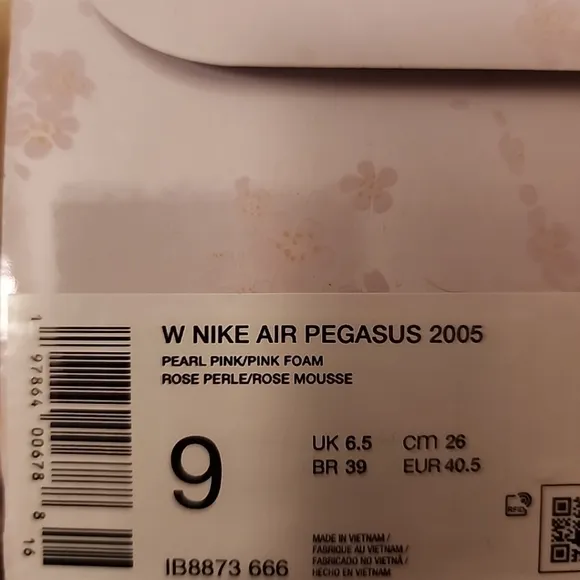 W NIKE AIR PEGASUS 2005
PEARL PINK/PINK FOAM
ROSE PERLE/ROSE MOUSSE
9
UK 6.5 cm 26
BR 39 EUR 40.5
RFID
MADE IN VIETNAM /
FABRIQUE AU VIETNAM /
FABRICADO NO VIETNÃ /
HECHO EN VIETNAM
IB8873 666
1 97864 00678 8 16